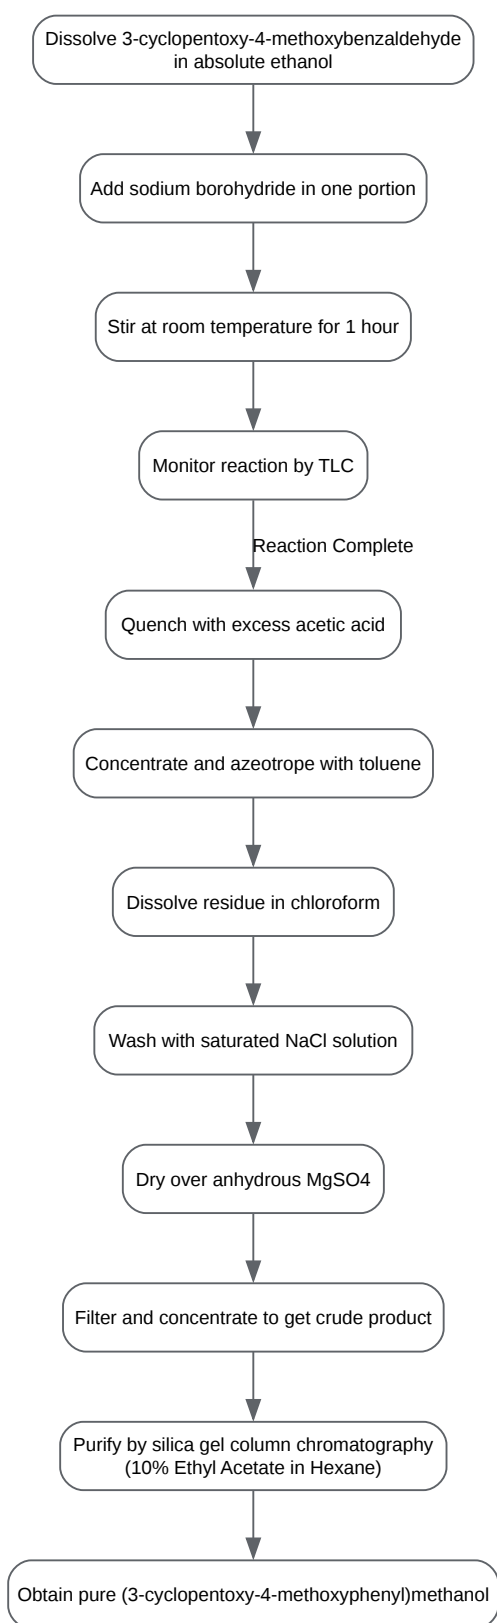 Dissolve 3-cyclopentoxy-4-methoxybenzaldehyde
in absolute ethanol
Add sodium borohydride in one portion
Stir at room temperature for 1 hour
Monitor reaction by TLC
Reaction Complete
Quench with excess acetic acid
Concentrate and azeotrope with toluene
Dissolve residue in chloroform
Wash with saturated NaCl solution
Dry over anhydrous MgSO4
Filter and concentrate to get crude product
Purify by silica gel column chromatography
(10% Ethyl Acetate in Hexane)
Obtain pure (3-cyclopentoxy-4-methoxyphenyl)methanol